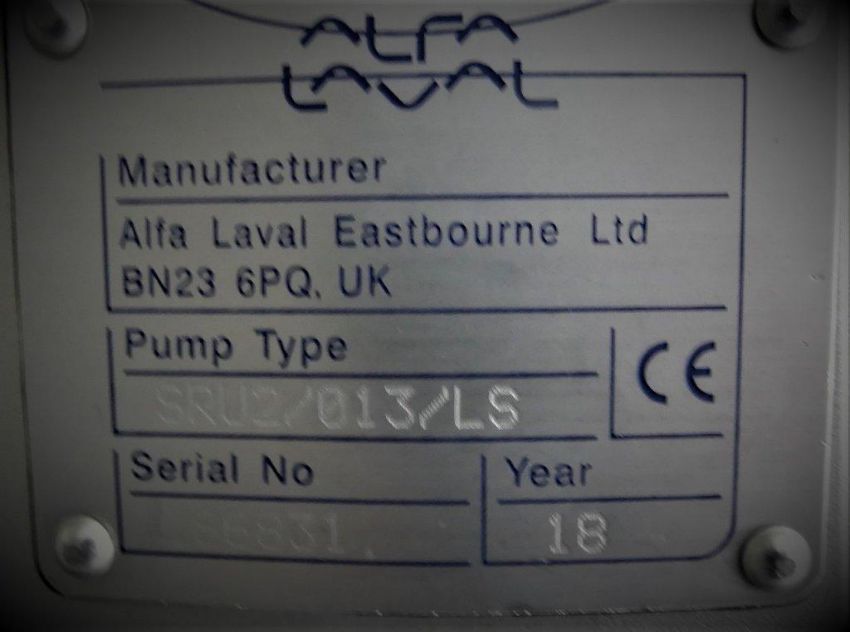 ALFA
LAVAL
Manufacturer
Alfa Laval Eastbourne Ltd
BN23 6PQ. UK
Pump Type
SRU2/013/LS
CE
Serial No
Year
18